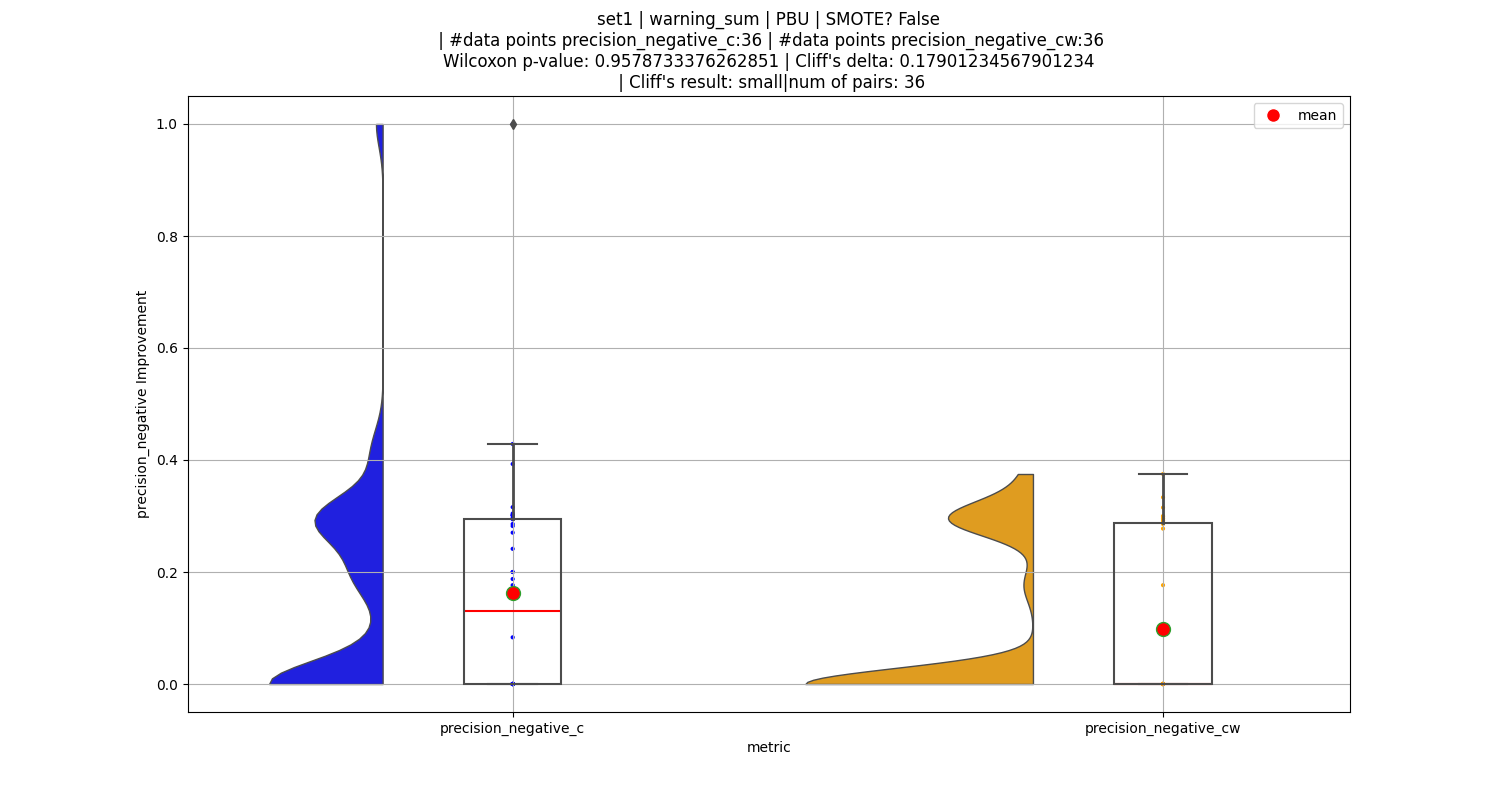 set1 | warning_sum | PBU | SMOTE? False
| #data points precision_negative_c:36 | #data points precision_negative_cw:36
Wilcoxon p-value: 0.9578733376262851 | Cliff's delta: 0.17901234567901234
| Cliff's result: small|num of pairs: 36
mean
1.0
0.8
0.6
0.4
0.2
0.0
precision_negative Improvement
precision_negative_c
precision_negative_cw
metric